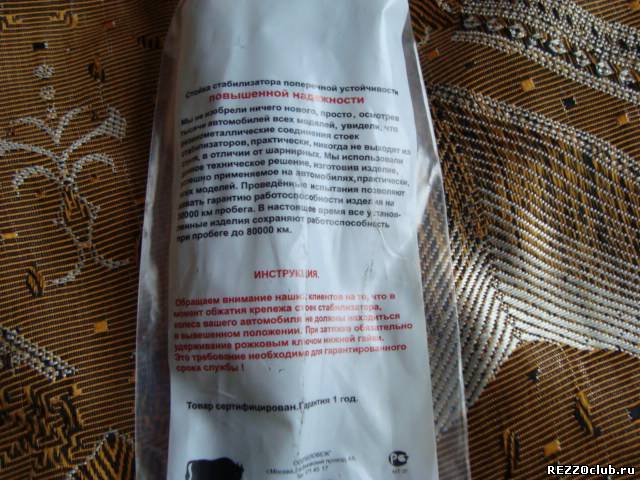 Стойка стабилизатора поперечной устойчивости
повышенной надежности
Мы не изобрели ничего нового, просто, осмотрев
тысячи автомобилей всех моделей, увидели, что
резинометаллические соединения стоек
стабилизаторов, практически, никогда не выходят из
строя, в отличии от шарнирных. Мы использовали
техническое решение, изготовив изделие,
успешно применяемое на автомобилях, практически,
всех моделей. Проведённые испытания позволяют
давать гарантию работоспособности изделия на
0000 км пробега. В настоящее время все установ-
ленные изделия сохраняют работоспособность
при пробеге до 80000 км.
ИНСТРУКЦИЯ.
Обращаем внимание наших клиентов на то, что в
момент обжатия крепежа стоек стабилизатора,
колеса вашего автомобиля не должны находиться
в вывешенном положении. При затяжке обязательно
удерживание рожковым ключом нижней гайки.
Это требование необходимо для гарантированного
срока службы !
Товар сертифицирован. Гарантия 1 год.
г.Москва,
REZZOclub.ru